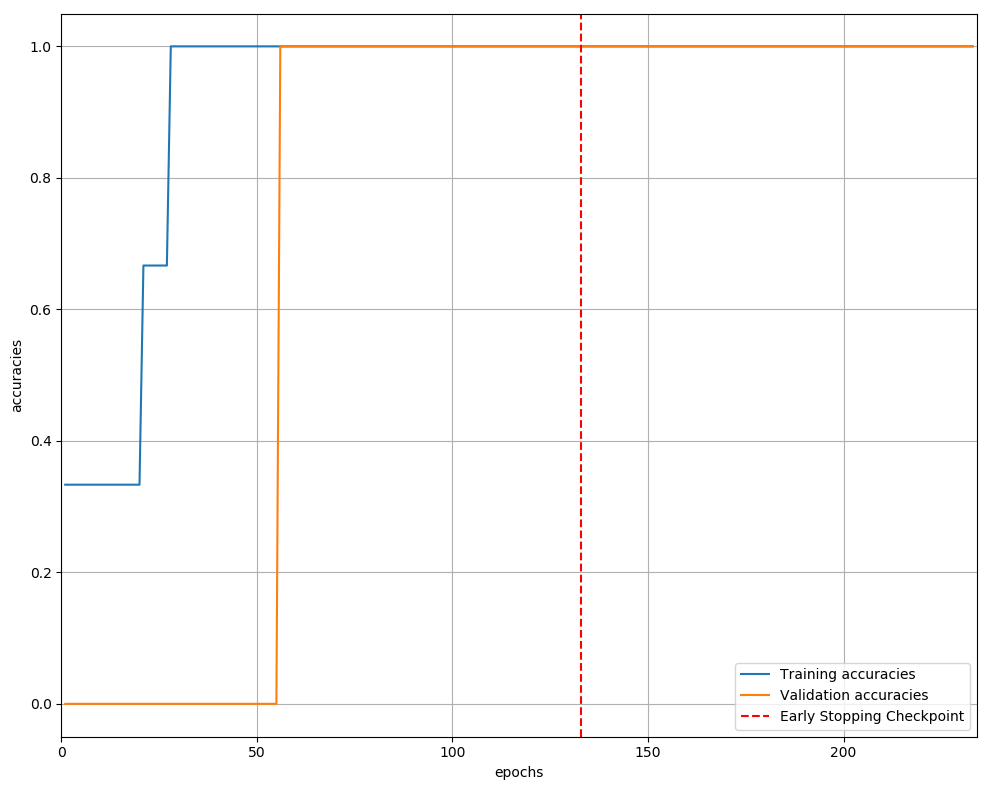 1.0
0.8
0.6
0.4
0.2
0.0
accuracies
0
50
100
150
200
epochs
Training accuracies
Validation accuracies
Early Stopping Checkpoint